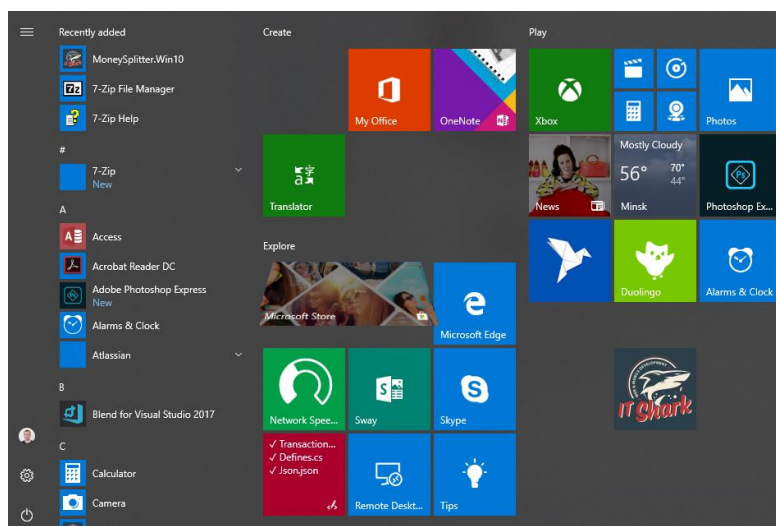 Recently added
MoneySplitter.Win10
7-Zip File Manager
7-Zip Help
#
7-Zip
New
A
Access
Acrobat Reader DC
Adobe Photoshop Express
New
Alarms & Clock
Atlassian
B
Blend for Visual Studio 2017
C
Calculator
Camera
Create
My Office
OneNote
Translator
Explore
Microsoft Store
Microsoft Edge
Network Spee...
Sway
Skype
✓ Transaction...
✓ Defines.cs
✓ Json.json
Remote Deskt...
Tips
Play
Xbox
Photos
News
Mostly Cloudy
56° 70°
44°
Minsk
Ps
Photoshop Ex...
Duolingo
Alarms & Clock
IT Shark